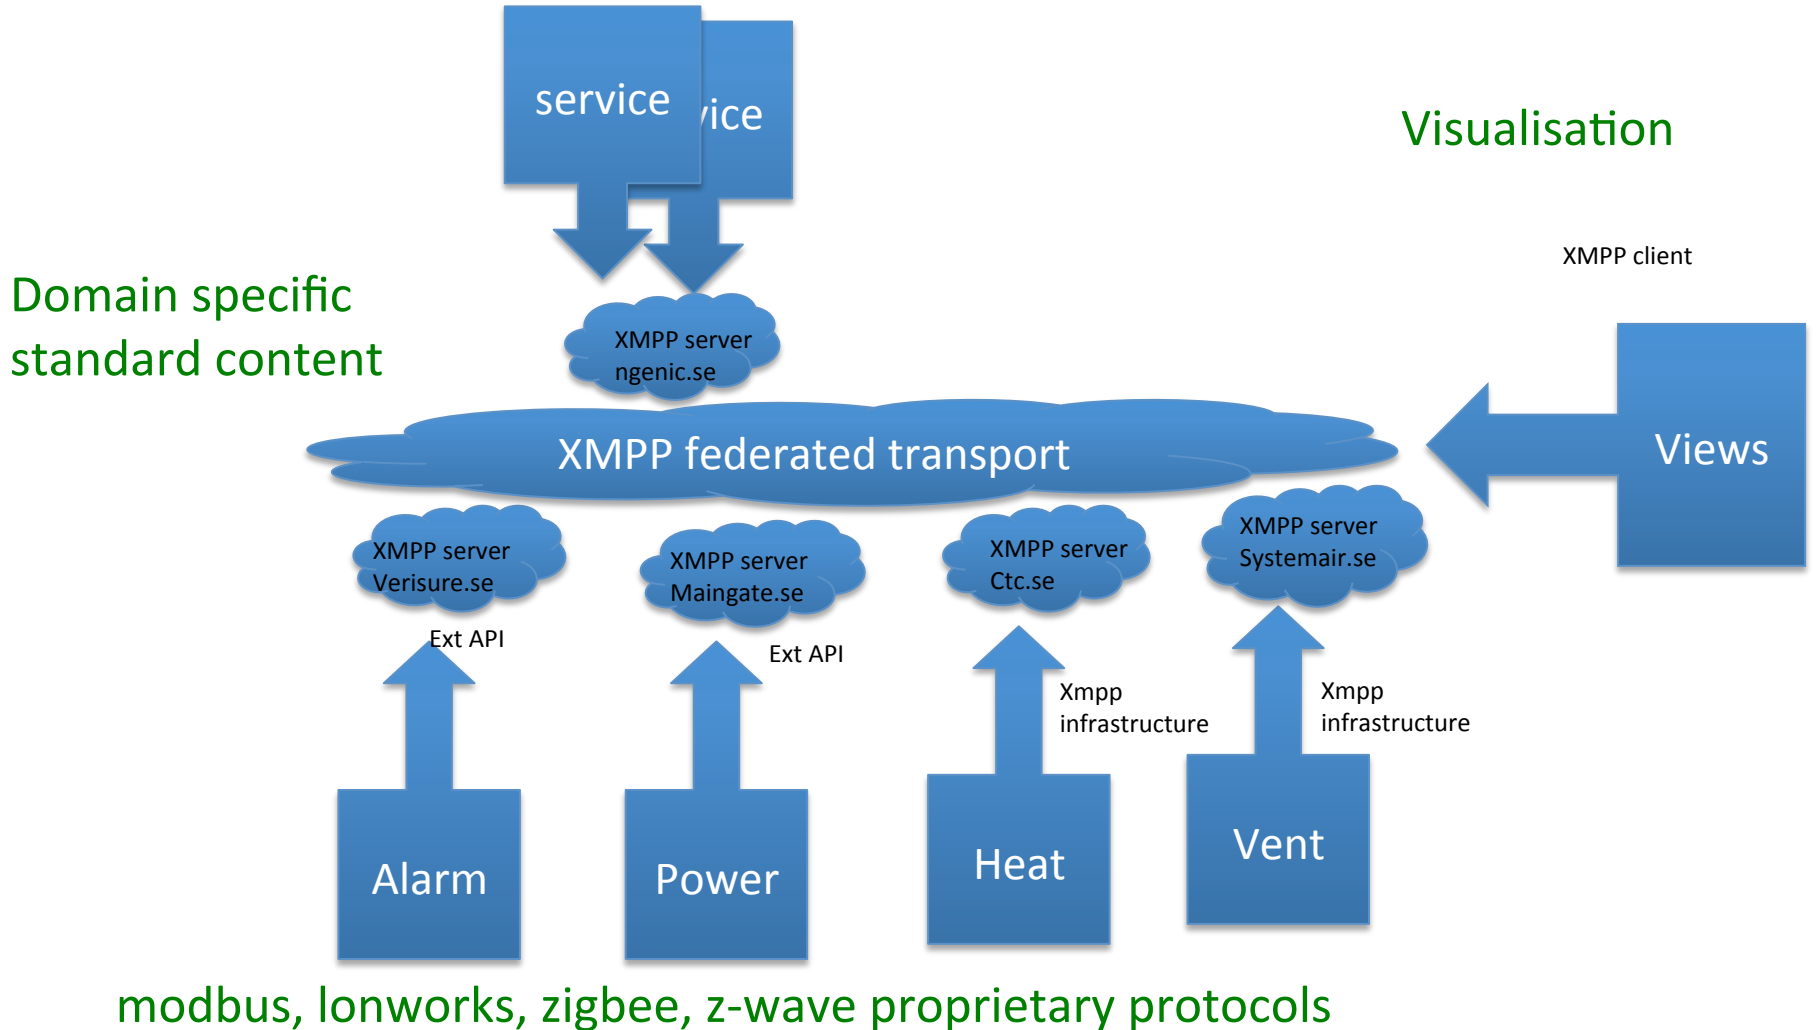 service
vice
Visualisation
XMPP client
Domain specific
standard content
XMPP server
ngenic.se
XMPP federated transport
Views
XMPP server
Verisure.se
XMPP server
Maingate.se
XMPP server
Ctc.se
XMPP server
Systemair.se
Ext API
Ext API
Xmpp
infrastructure
Xmpp
infrastructure
Alarm
Power
Heat
Vent
modbus, lonworks, zigbee, z-wave proprietary protocols